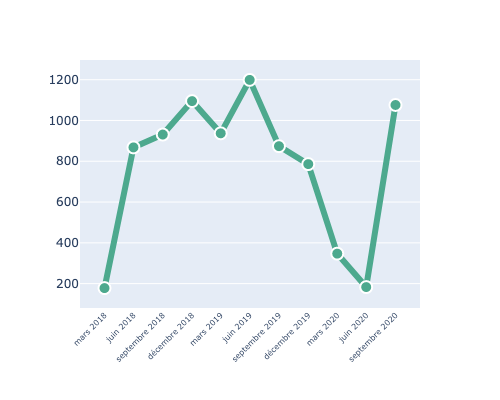 1200
1000
800
600
400
200
mars 2018
juin 2018
septembre 2018
décembre 2018
mars 2019
juin 2019
septembre 2019
décembre 2019
mars 2020
juin 2020
septembre 2020